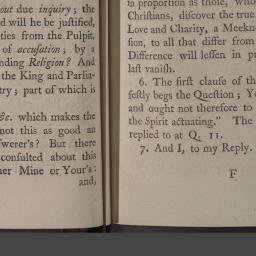 out due inquiry; the
d will he be justified,
ties from the Pulpit,
of accusation; by a
nding Religion? And
the King and Parlia-
try; part of which is
&c. which makes the
not this as good an
swerer's? But there
consulted about this
her Mine or Your's:
and,
in proportion as those, who
Christians, discover the true
Love and Charity, a Meekn
sion, to all that differ from
Difference will lessen in p
last vanish.
6. The first clause of th
festly begs the Question; Y
and ought not therefore to
the Spirit actuating." The
replied to at Q. 11.
7. And I, to my Reply.
F